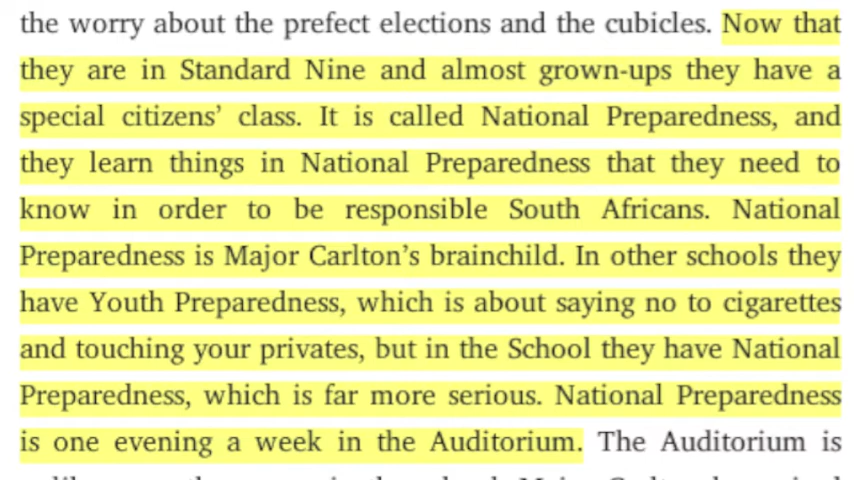 the worry about the prefect elections and the cubicles. Now that
they are in Standard Nine and almost grown-ups they have a
special citizens’ class. It is called National Preparedness, and
they learn things in National Preparedness that they need to
know in order to be responsible South Africans. National
Preparedness is Major Carlton’s brainchild. In other schools they
have Youth Preparedness, which is about saying no to cigarettes
and touching your privates, but in the School they have National
Preparedness, which is far more serious. National Preparedness
is one evening a week in the Auditorium. The Auditorium is